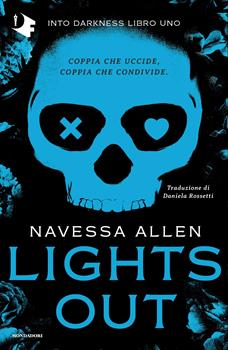 INTO DARKNESS LIBRO UNO
COPPIA CHE UCCIDE,
COPPIA CHE CONDIVIDE.
Traduzione di
Daniela Rossetti
NAVESSA ALLEN
LIGHTS
OUT
MONDADORI